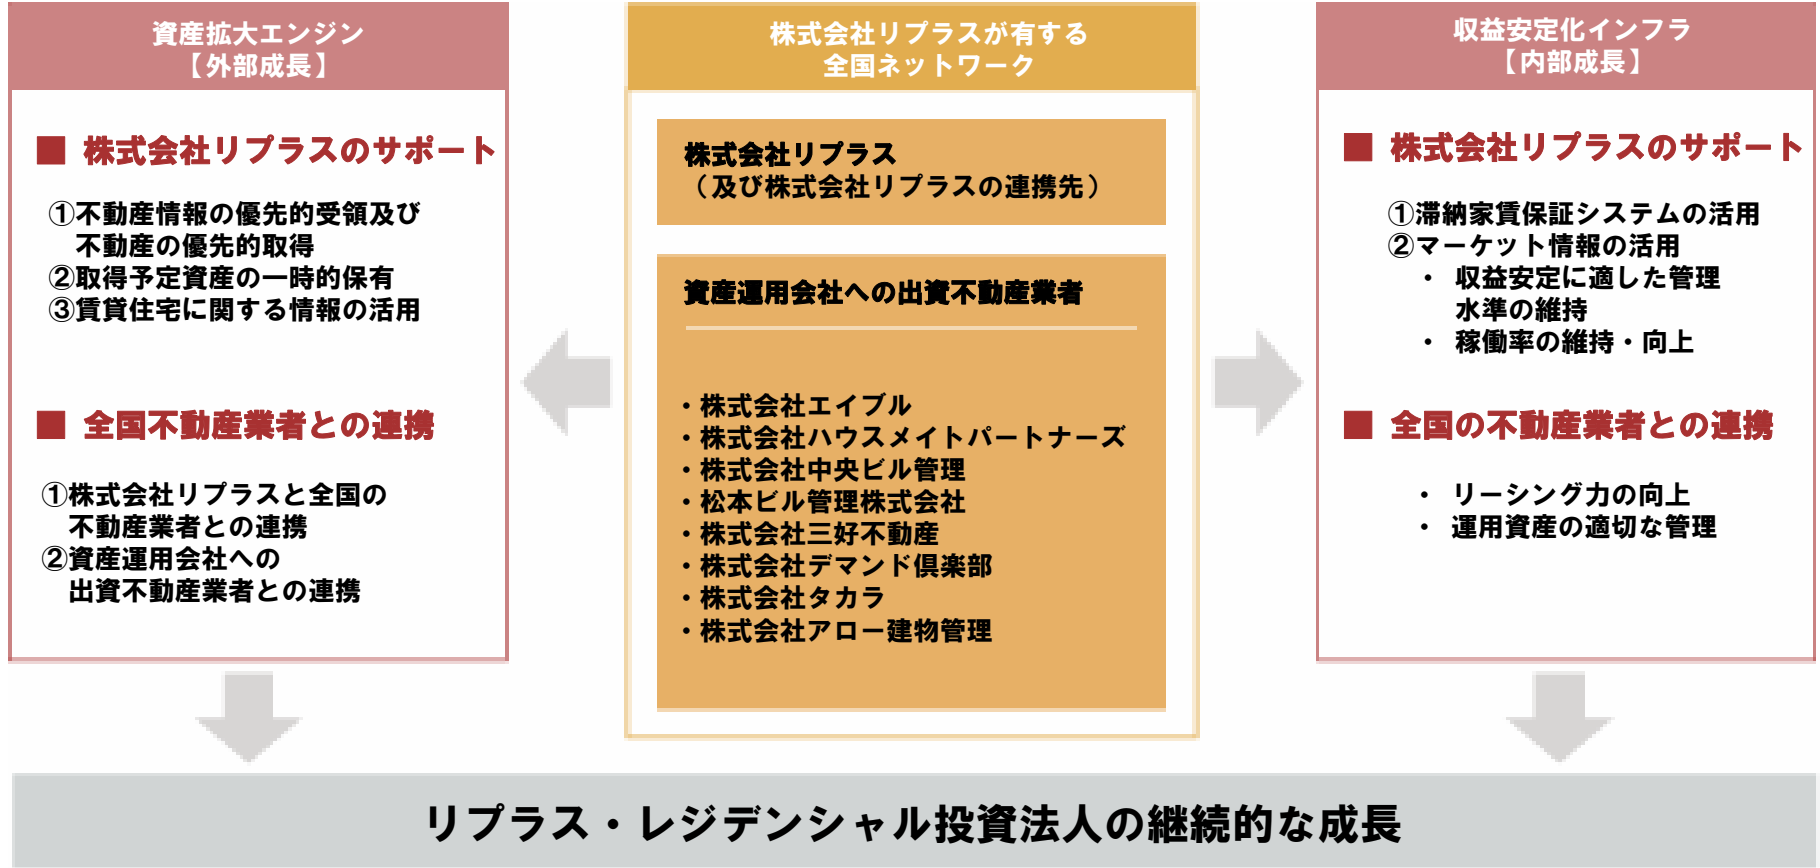 資産拡大エンジン
【外部成長】
■ 株式会社リプラスのサポート
①不動産情報の優先的受領及び
不動産の優先的取得
②取得予定資産の一時的保有
③賃貸住宅に関する情報の活用
■ 全国不動産業者との連携
①株式会社リプラスと全国の
不動産業者との連携
②資産運用会社への
出資不動産業者との連携
株式会社リプラスが有する
全国ネットワーク
株式会社リプラス
（及び株式会社リプラスの連携先）
資産運用会社への出資不動産業者
・株式会社エイブル
・株式会社ハウスメイトパートナーズ
・株式会社中央ビル管理
・松本ビル管理株式会社
・株式会社三好不動産
・株式会社デマンド倶楽部
・株式会社タカラ
・株式会社アロー建物管理
収益安定化インフラ
【内部成長】
■ 株式会社リプラスのサポート
①滞納家賃保証システムの活用
②マーケット情報の活用
・ 収益安定に適した管理
水準の維持
・ 稼働率の維持・向上
■ 全国の不動産業者との連携
・ リーシング力の向上
・ 運用資産の適切な管理
リプラス・レジデンシャル投資法人の継続的な成長